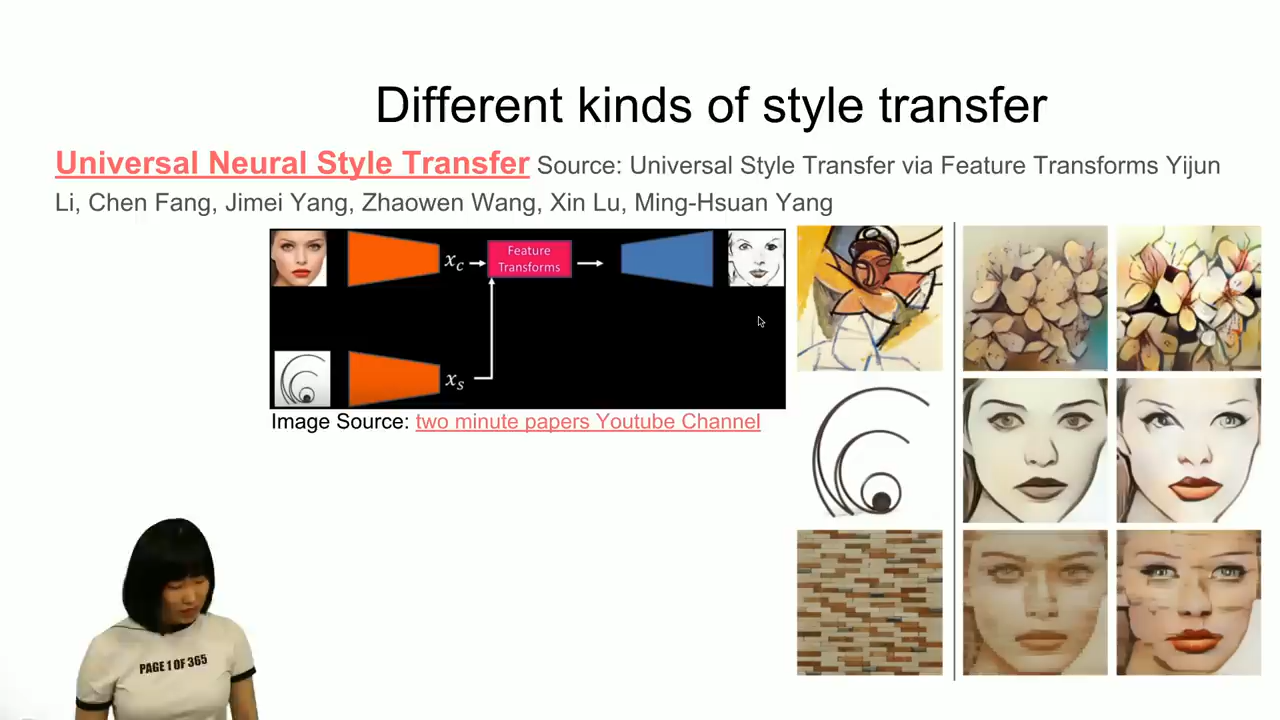 Different kinds of style transfer
Universal Neural Style Transfer Source: Universal Style Transfer via Feature Transforms Yijun
Li, Chen Fang, Jimei Yang, Zhaowen Wang, Xin Lu, Ming-Hsuan Yang
x_C
Feature
Transforms
x_S
Image Source: two minute papers Youtube Channel
PAGE 1 OF 365